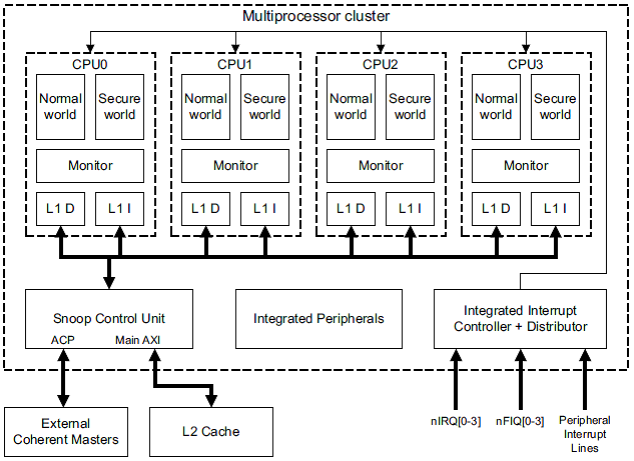 Multiprocessor cluster
CPU0
CPU1
CPU2
CPU3
Normal
world
Secure
world
Normal
world
Secure
world
Normal
world
Secure
world
Normal
world
Secure
world
Monitor
Monitor
Monitor
Monitor
L1 D
L1 I
L1 D
L1 I
L1 D
L1 I
L1 D
L1 I
Snoop Control Unit
ACP
Main AXI
Integrated Peripherals
Integrated Interrupt
Controller + Distributor
External
Coherent Masters
L2 Cache
nIRQ[0-3]
nFIQ[0-3]
Peripheral
Interrupt
Lines